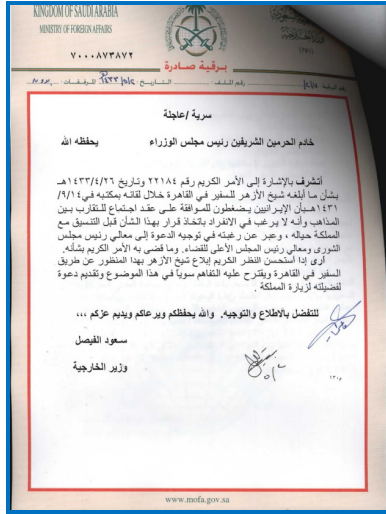 KINGDOM OF SAUDI ARABIA
MINISTRY OF FOREIGN AFFAIRS
٧٠٠٠٨٧٣٨٧٢
برقية صادرة
سرية /عاجلة
خادم الحرمين الشريفين رئيس مجلس الوزراء يحفظه الله
أتشرف بالإشارة إلى الأمر الكريم رقم ٢٢١٨٤ وتاريخ ١٤٣٣/٤/٢٦هـ
بشأن ما أبلغه شيخ الأزهر للسفير في القاهرة خلال لقائه بمكتبه في ٩/١٤/
١٤٣١هـ بأن الإيرانيين يضغطون للموافقة على عقد اجتماع للتقارب بين
المذاهب وأنه لا يرغب في الانفراد باتخاذ قرار بهذا الشأن قبل التنسيق مع
المملكة حياله ، وعبر عن رغبته في توجيه الدعوة إلى معالي رئيس مجلس
الشورى ومعالي رئيس المجلس الأعلى للقضاء. وما قضى به الأمر الكريم بشأنه.
أرى إذا استحسن النظر الكريم إبلاغ شيخ الأزهر بهذا المنظور عن طريق
السفير في القاهرة ويقترح عليه التفاهم سوياً في هذا الموضوع وتقديم دعوة
لفضيلته لزيارة المملكة .
للتفضل بالاطلاع والتوجيه. والله يحفظكم ويرعاكم ويديم عزكم ،،،
سعود الفيصل
وزير الخارجية
www.mofa.gov.sa